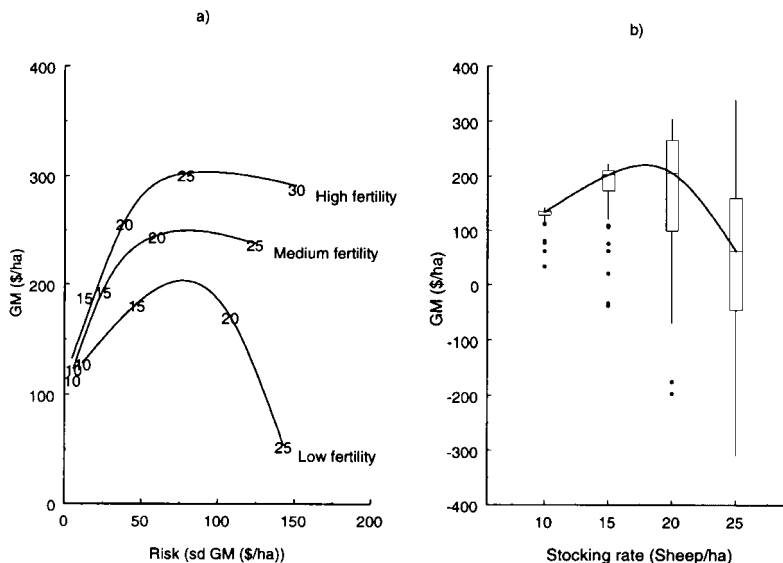 a)
GM ($/ha)
400
300
200
100
0
0 50 100 150 200
Risk (sd GM ($/ha))
25
30
High fertility
20
20
25
Medium fertility
15
15
15
20
10
10
10
25
Low fertility
b)
GM ($/ha)
400
300
200
100
0
-100
-200
-300
-400
10 15 20 25
Stocking rate (Sheep/ha)